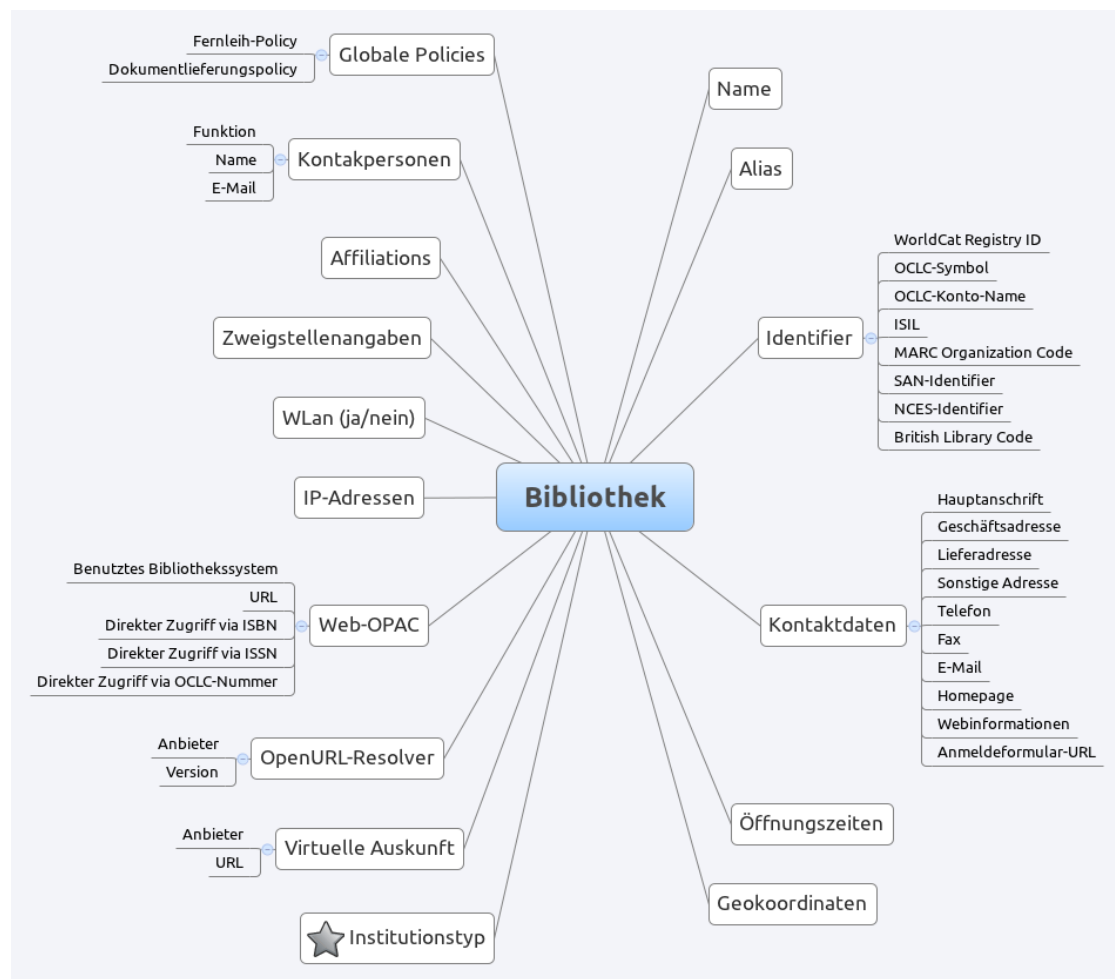 Bibliothek
Name
Alias
Identifier
WorldCat Registry ID
OCLC-Symbol
OCLC-Konto-Name
ISIL
MARC Organization Code
SAN-Identifier
NCES-Identifier
British Library Code
Kontaktdaten
Hauptanschrift
Geschäftsadresse
Lieferadresse
Sonstige Adresse
Telefon
Fax
E-Mail
Homepage
Webinformationen
Anmeldeformular-URL
Öffnungszeiten
Geokoordinaten
Globale Policies
Fernleih-Policy
Dokumentlieferungspolicy
Kontakpersonen
Funktion
Name
E-Mail
Affiliations
Zweigstellenangaben
WLan (ja/nein)
IP-Adressen
Web-OPAC
Benutztes Bibliothekssystem
URL
Direkter Zugriff via ISBN
Direkter Zugriff via ISSN
Direkter Zugriff via OCLC-Nummer
OpenURL-Resolver
Anbieter
Version
Virtuelle Auskunft
Anbieter
URL
Institutionstyp